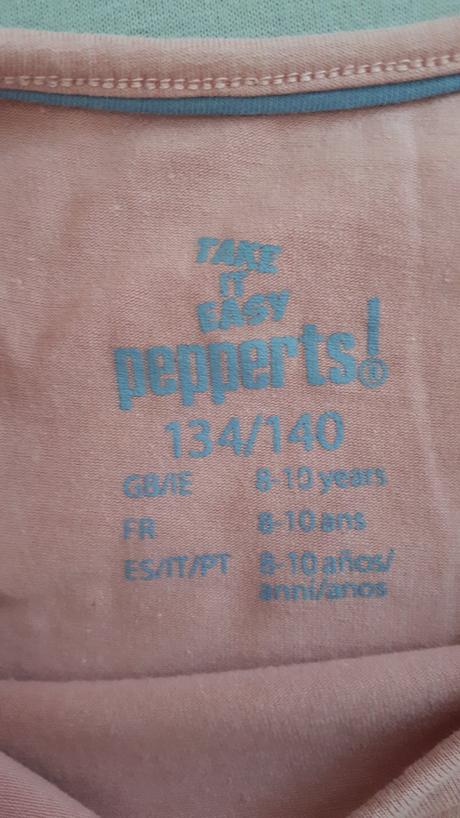 TAKE
IT
EASY
pepperts!®
134/140
GB/IE 8-10 years
FR 8-10 ans
ES/IT/PT 8-10 años/
anni/anos